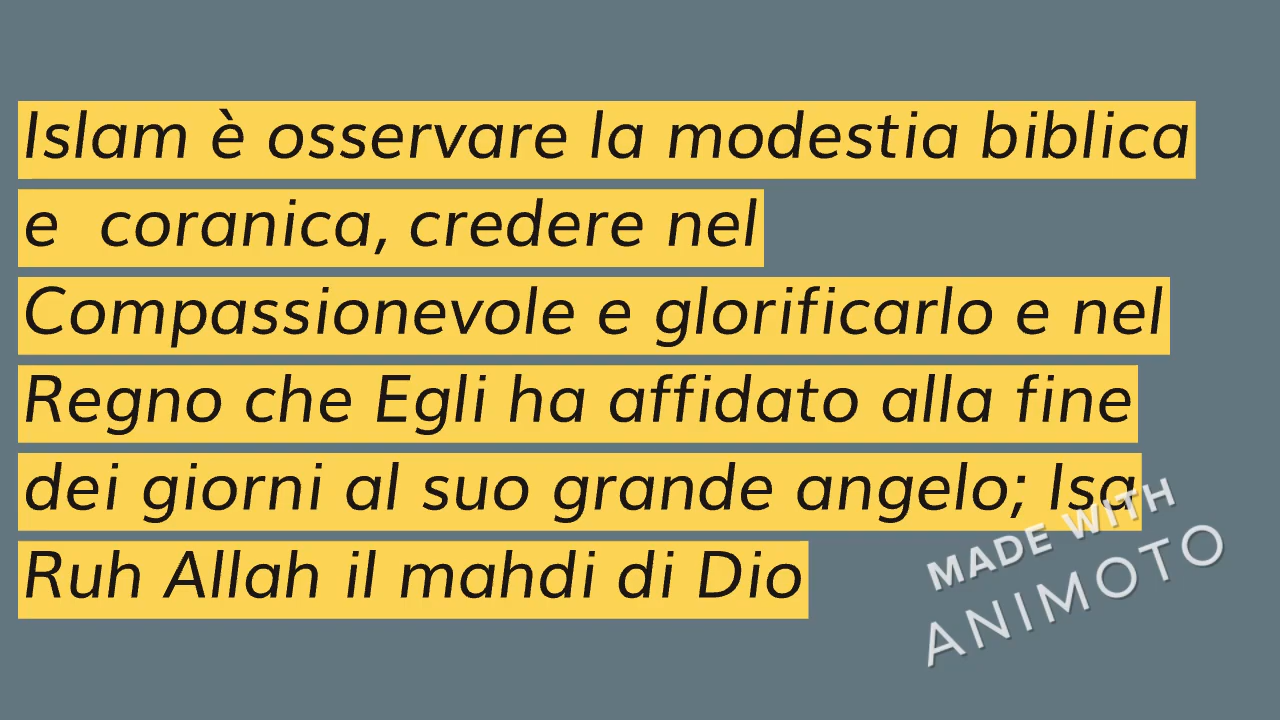 Islam è osservare la modestia biblica
e  coranica, credere nel
Compassionevole e glorificarlo e nel
Regno che Egli ha affidato alla fine
dei giorni al suo grande angelo; Isa
Ruh Allah il mahdi di Dio
MADE WITH
ANIMOTO